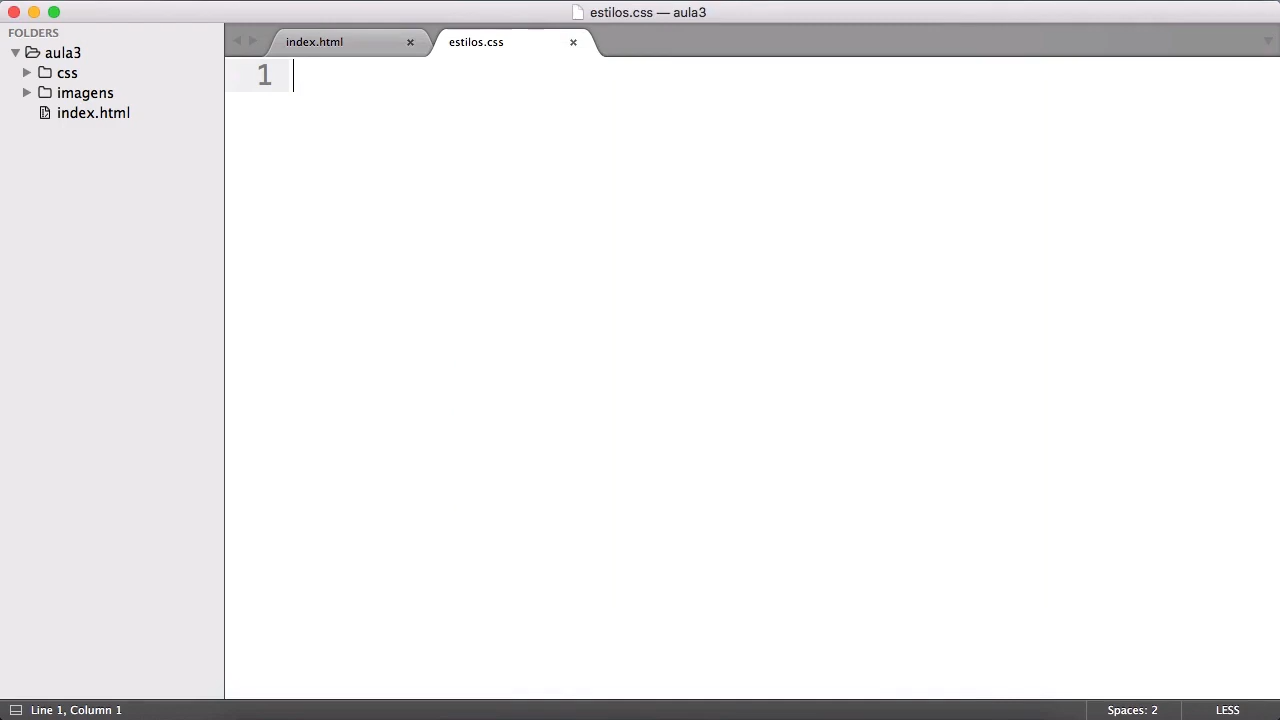 estilos.css — aula3
FOLDERS
aula3
css
imagens
index.html
index.html
estilos.css
1
Line 1, Column 1
Spaces: 2
LESS